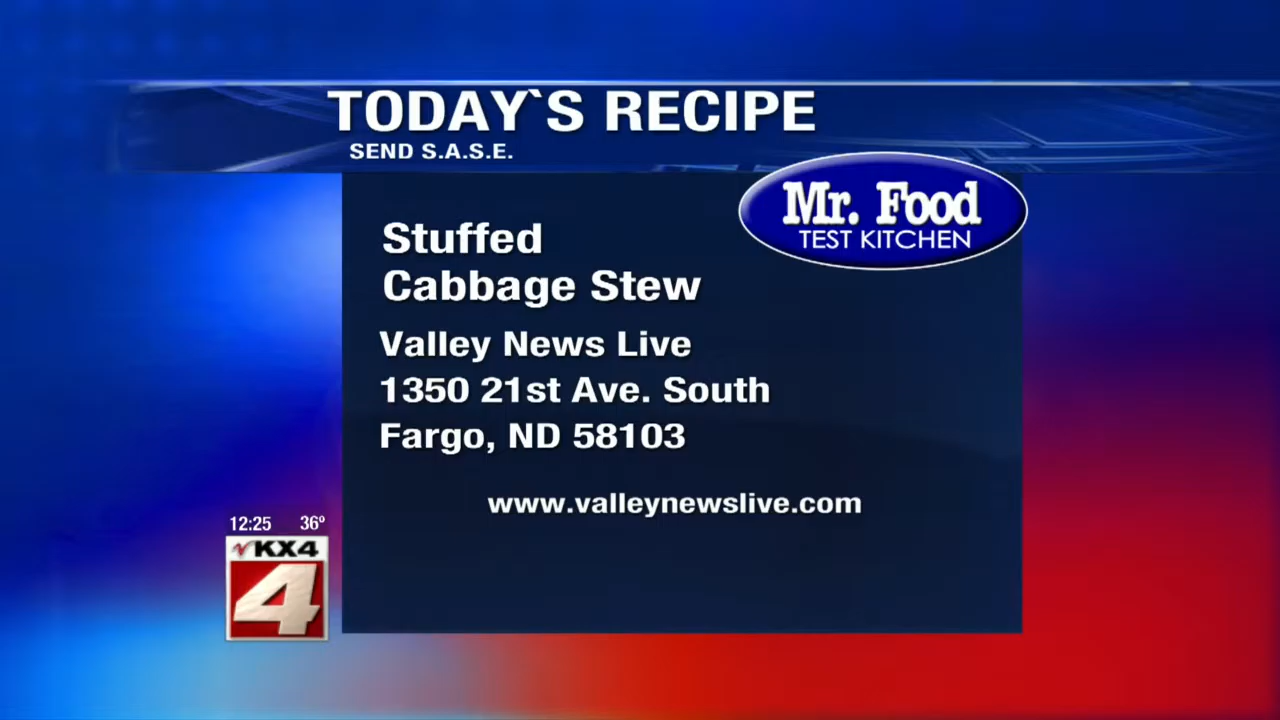 TODAY`S RECIPE
SEND S.A.S.E.
Mr. Food
TEST KITCHEN
Stuffed
Cabbage Stew
Valley News Live
1350 21st Ave. South
Fargo, ND 58103
www.valleynewslive.com
12:25 36º
KX4
4